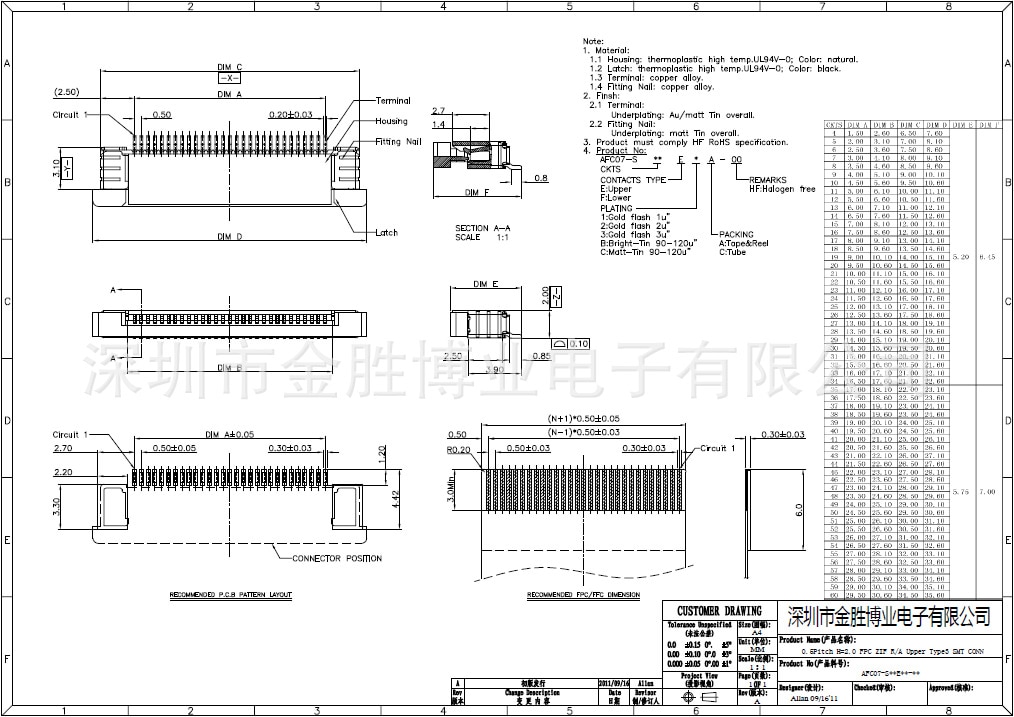 1 2 3 4 5 6 7 8
A
B
C
D
E
F
DIM C
-X-
(2.50)
DIM A
Circuit 1
0.50
0.20±0.03
Terminal
Housing
Fitting Nail
3.10
-Y-
Latch
DIM D
2.7
1.4
0.8
DIM F
SECTION A-A
SCALE 1:1
Note:
1. Material:
1.1 Housing: thermoplastic high temp.UL94V-0; Color: natural.
1.2 Latch: thermoplastic high temp.UL94V-0; Color: black.
1.3 Terminal: copper alloy.
1.4 Fitting Nail: copper alloy.
2. Finsh:
2.1 Terminal:
Underplating: Au/matt Tin overall.
2.2 Fitting Nail:
Underplating: matt Tin overall.
3. Product must comply HF RoHS specification.
4. Product No:
AFC07-S ** E * A - 00
CKTS
CONTACTS TYPE
E:Upper
F:Lower
PLATING
1:Gold flash 1u"
2:Gold flash 2u"
3:Gold flash 3u"
B:Bright-Tin 90-120u"
C:Matt-Tin 90-120u"
REMARKS
HF:Halogen free
PACKING
A:Tape&Reel
C:Tube
CKTS DIM A DIM B DIM C DIM D DIM E DIM F
4 1.50 2.60 6.50 7.60
5 2.00 3.10 7.00 8.10
6 2.50 3.60 7.50 8.60
7 3.00 4.10 8.00 9.10
8 3.50 4.60 8.50 9.60
9 4.00 5.10 9.00 10.10
10 4.50 5.60 9.50 10.60
11 5.00 6.10 10.00 11.10
12 5.50 6.60 10.50 11.60
13 6.00 7.10 11.00 12.10
14 6.50 7.60 11.50 12.60
15 7.00 8.10 12.00 13.10
16 7.50 8.60 12.50 13.60
17 8.00 9.10 13.00 14.10
18 8.50 9.60 13.50 14.60
19 9.00 10.10 14.00 15.10 5.20 6.45
20 9.50 10.60 14.50 15.60
21 10.00 11.10 15.00 16.10
22 10.50 11.60 15.50 16.60
23 11.00 12.10 16.00 17.10
24 11.50 12.60 16.50 17.60
25 12.00 13.10 17.00 18.10
26 12.50 13.60 17.50 18.60
27 13.00 14.10 18.00 19.10
28 13.50 14.60 18.50 19.60
29 14.00 15.10 19.00 20.10
30 14.50 15.60 19.50 20.60
31 15.00 16.10 20.00 21.10
32 15.50 16.60 20.50 21.60
33 16.00 17.10 21.00 22.10
34 16.50 17.60 21.50 22.60
35 17.00 18.10 22.00 23.10
36 17.50 18.60 22.50 23.60
37 18.00 19.10 23.00 24.10
38 18.50 19.60 23.50 24.60
39 19.00 20.10 24.00 25.10
40 19.50 20.60 24.50 25.60
41 20.00 21.10 25.00 26.10
42 20.50 21.60 25.50 26.60
43 21.00 22.10 26.00 27.10
44 21.50 22.60 26.50 27.60
45 22.00 23.10 27.00 28.10
46 22.50 23.60 27.50 28.60
47 23.00 24.10 28.00 29.10
48 23.50 24.60 28.50 29.60 5.75 7.00
49 24.00 25.10 29.00 30.10
50 24.50 25.60 29.50 30.60
51 25.00 26.10 30.00 31.10
52 25.50 26.60 30.50 31.60
53 26.00 27.10 31.00 32.10
54 26.50 27.60 31.50 32.60
55 27.00 28.10 32.00 33.10
56 27.50 28.60 32.50 33.60
57 28.00 29.10 33.00 34.10
58 28.50 29.60 33.50 34.60
59 29.00 30.10 34.00 35.10
60 29.50 30.60 34.50 35.60
A
A
DIM B
DIM E
2.00
-Z-
0.10
2.50
0.85
3.90
深圳市金胜博业电子有限公
Circuit 1
DIM A±0.05
2.70
0.50±0.05
0.30±0.03
1.20
2.20
3.30
4.42
CONNECTOR POSITION
RECOMMENDED P.C.B PATTERN LAYOUT
(N+1)*0.50±0.05
(N-1)*0.50±0.03
0.50
R0.20
0.50±0.03
0.30±0.03
Circuit 1
3.0Min
0.30±0.03
6.0
RECOMMENDED FPC/FFC DIMENSION
CUSTOMER DRAWING
深圳市金胜博业电子有限公司
Tolerance Unspecified
(未注公差)
0.0 ±0.15 0°. ±5°
0.00 ±0.10 0°.0 ±3°
0.000 ±0.05 0°.00 ±1°
Project View
(投影视角)
Size(图幅):
A4
Unit(单位):
MM
Scale(比例):
1:1
Page(页数):
1 OF 1
Rev(版本):
A
Product Name(产品名称):
0.5Pitch H=2.0 FPC ZIF R/A Upper Type3 SMT CONN
Product No(产品料号):
AFC07-S**E**-**
Designer(设计):
Allan 09/16'11
Checked(审核):
Approved(核准):
A 初版发行 2011/09/16 Allan
Rev 版本
Change Description 变更内容
Date 日期
Revisor 制/修订人
1 2 3 4 5 6 7 8